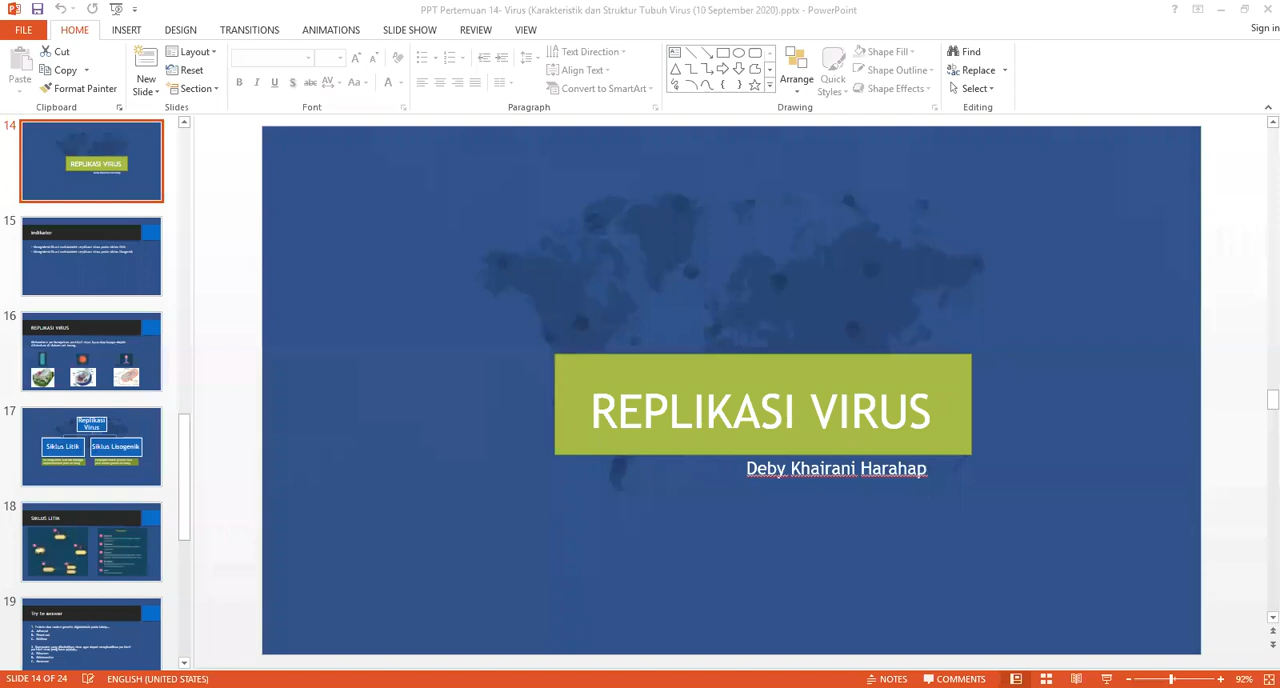 PPT Pertemuan 14- Virus (Karakteristik dan Struktur Tubuh Virus (10 September 2020).pptx - PowerPoint
FILE HOME INSERT DESIGN TRANSITIONS ANIMATIONS SLIDE SHOW REVIEW VIEW Sign in
Paste
Cut
Copy
Format Painter
Clipboard
New Slide
Layout
Reset
Section
Slides
Font
Text Direction
Align Text
Convert to SmartArt
Paragraph
Arrange
Quick Styles
Shape Fill
Shape Outline
Shape Effects
Drawing
Find
Replace
Select
Editing
14
REPLIKASI VIRUS
15
Indikator
16
REPLIKASI VIRUS
17
Replikasi
Virus
Siklus Litik Siklus Lisogenik
18
SIKLUS LITIK
19
Try to answer
REPLIKASI VIRUS
Deby Khairani Harahap
SLIDE 14 OF 24 ENGLISH (UNITED STATES) NOTES COMMENTS 92%